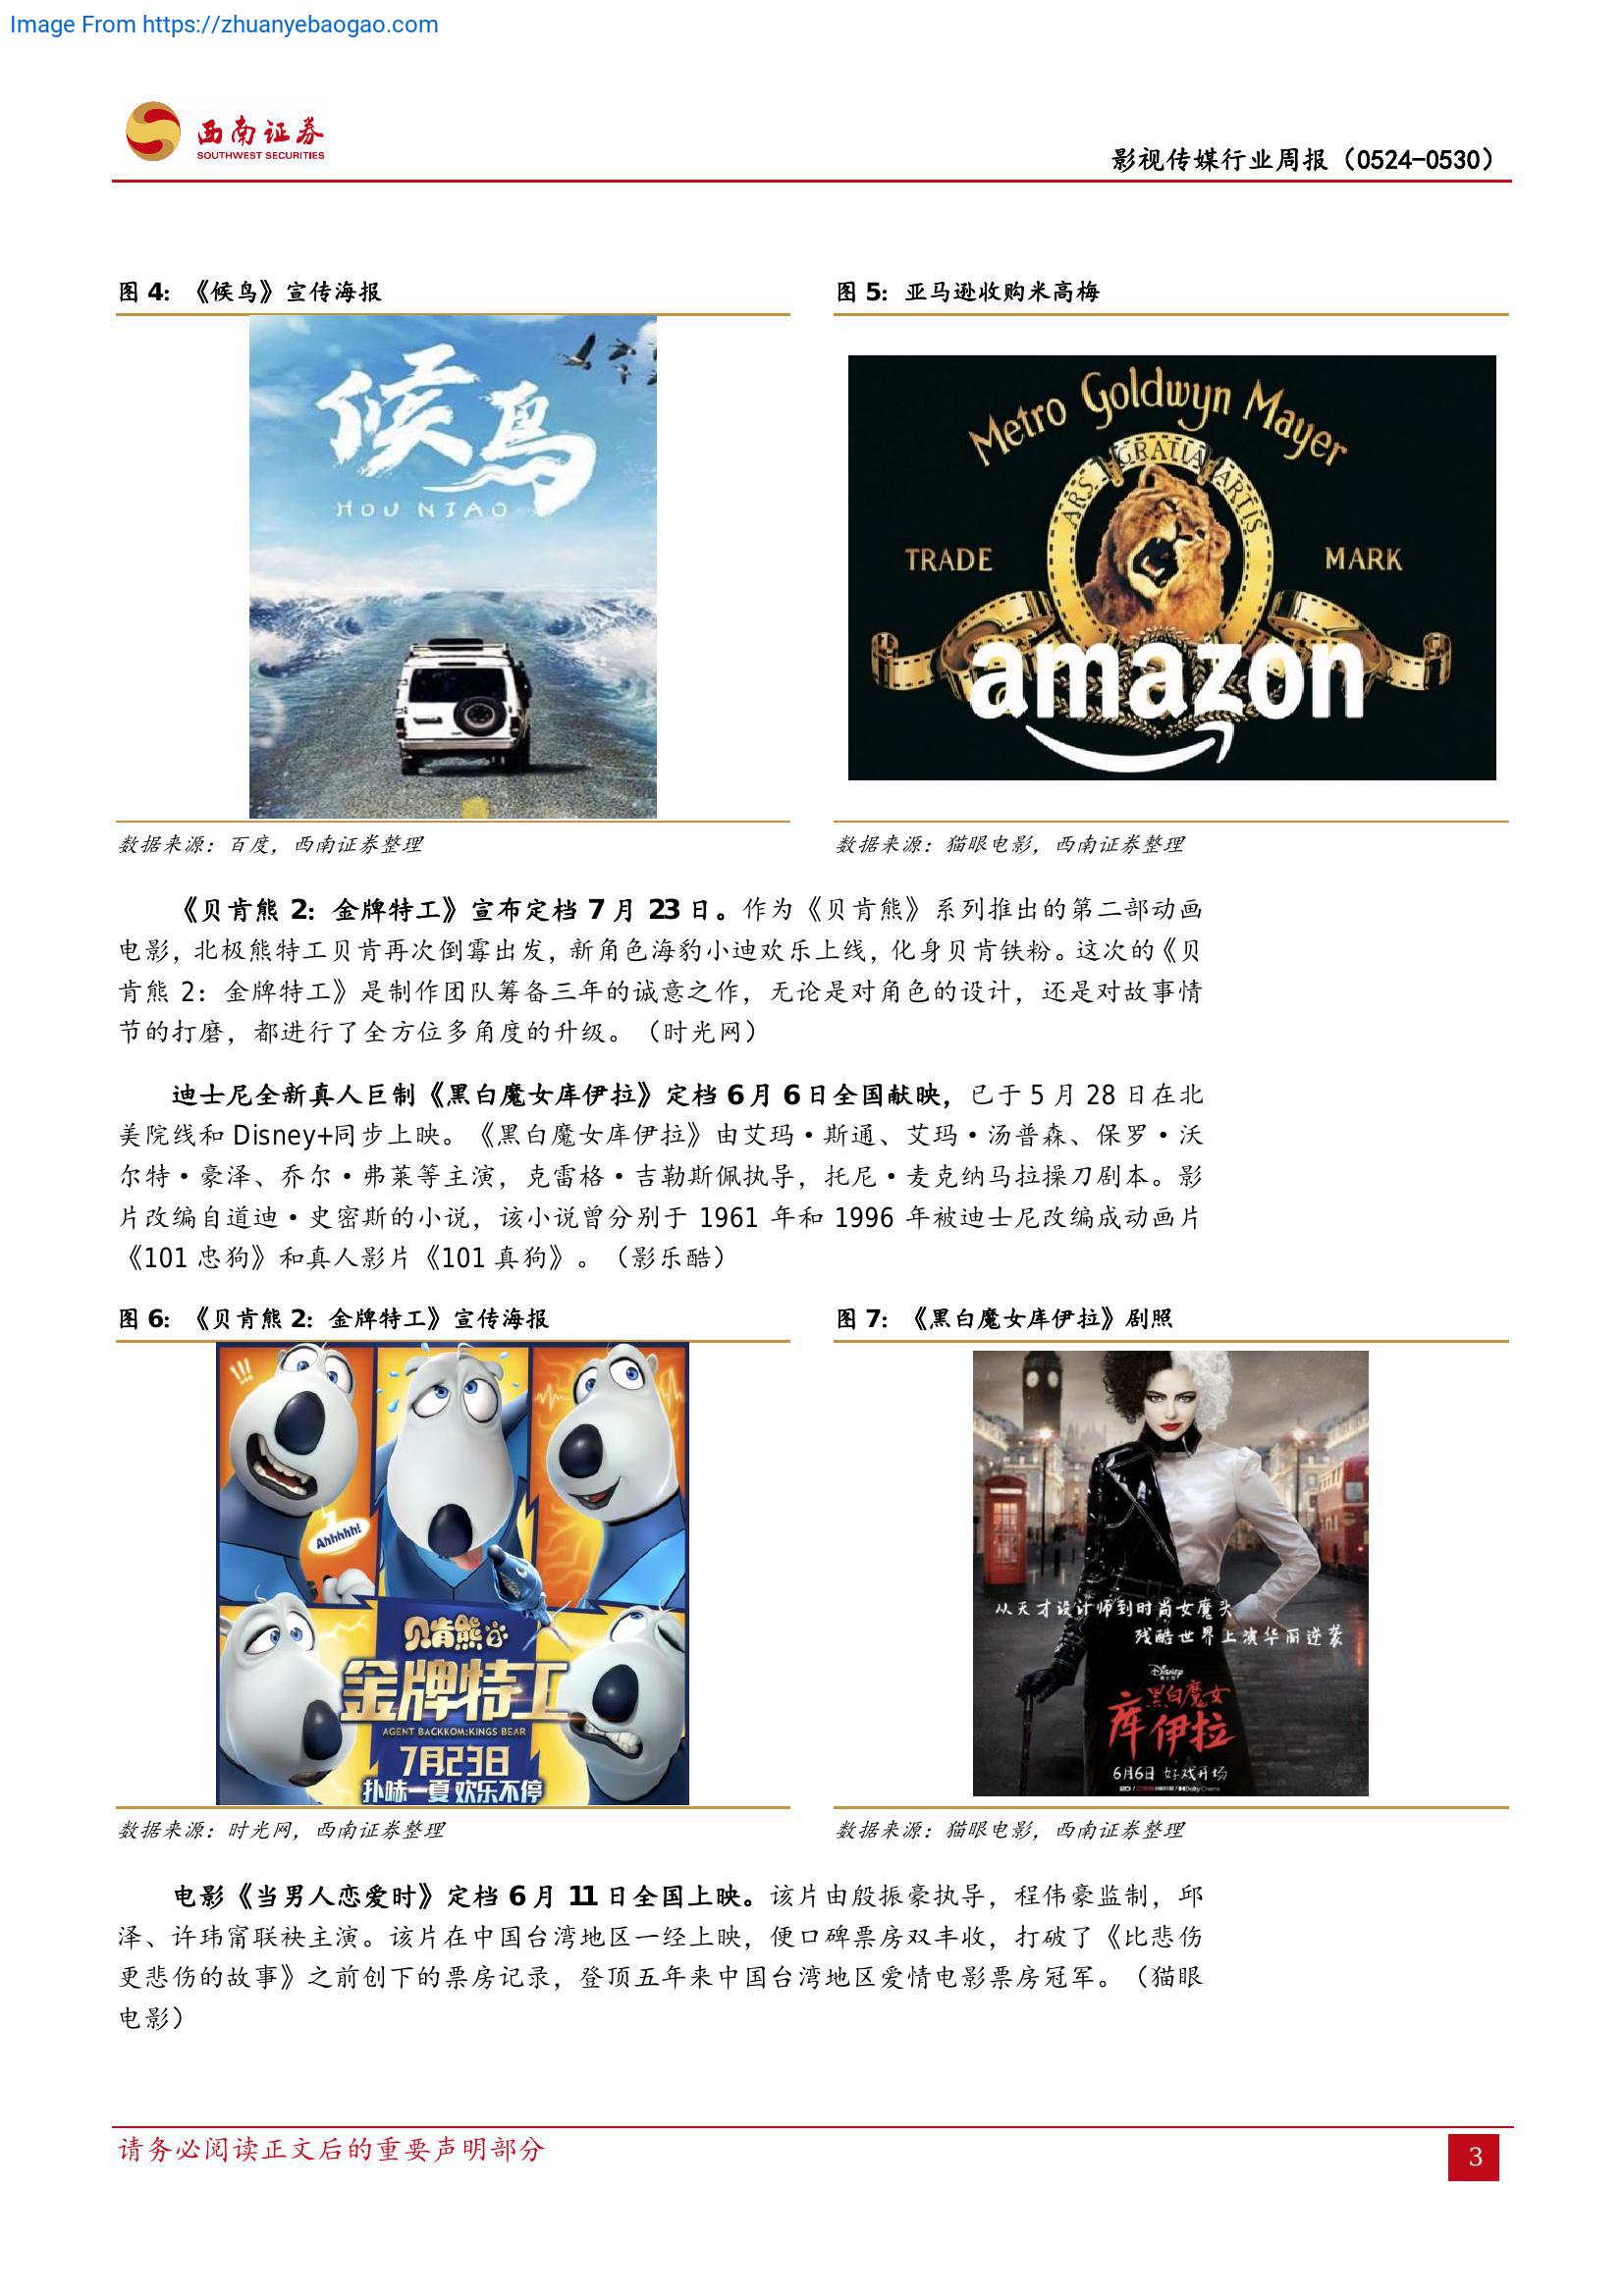 Image From https://zhuanyebaogao.com
西南证券
SOUTHWEST SECURITIES
影视传媒行业周报（0524-0530）
图 4：《候鸟》宣传海报
候鸟
HOU NIAO
数据来源：百度，西南证券整理
图 5：亚马逊收购米高梅
Metro Goldwyn Mayer
ARS GRATIA ARTIS
TRADE MARK
amazon
数据来源：猫眼电影，西南证券整理
《贝肯熊 2：金牌特工》宣布定档 7 月 23 日。作为《贝肯熊》系列推出的第二部动画
电影，北极熊特工贝肯再次倒霉出发，新角色海豹小迪欢乐上线，化身贝肯铁粉。这次的《贝
肯熊 2：金牌特工》是制作团队筹备三年的诚意之作，无论是对角色的设计，还是对故事情
节的打磨，都进行了全方位多角度的升级。（时光网）
迪士尼全新真人巨制《黑白魔女库伊拉》定档 6 月 6 日全国献映，已于 5 月 28 日在北
美院线和 Disney+同步上映。《黑白魔女库伊拉》由艾玛·斯通、艾玛·汤普森、保罗·沃
尔特·豪泽、乔尔·弗莱等主演，克雷格·吉勒斯佩执导，托尼·麦克纳马拉操刀剧本。影
片改编自道迪·史密斯的小说，该小说曾分别于 1961 年和 1996 年被迪士尼改编成动画片
《101 忠狗》和真人影片《101 真狗》。（影乐酷）
图 6：《贝肯熊 2：金牌特工》宣传海报
!!!
Ahhhhh!
贝肯熊2
金牌特工
AGENT BACKKOM:KINGS BEAR
7月23日
扑哧一夏 欢乐不停
数据来源：时光网，西南证券整理
图 7：《黑白魔女库伊拉》剧照
从天才设计师到时尚女魔头
残酷世界上演华丽逆袭
Disney
黑白魔女
库伊拉
6月6日 好戏开场
数据来源：猫眼电影，西南证券整理
电影《当男人恋爱时》定档 6 月 11 日全国上映。该片由殷振豪执导，程伟豪监制，邱
泽、许玮甯联袂主演。该片在中国台湾地区一经上映，便口碑票房双丰收，打破了《比悲伤
更悲伤的故事》之前创下的票房记录，登顶五年来中国台湾地区爱情电影票房冠军。（猫眼
电影）
请务必阅读正文后的重要声明部分
3